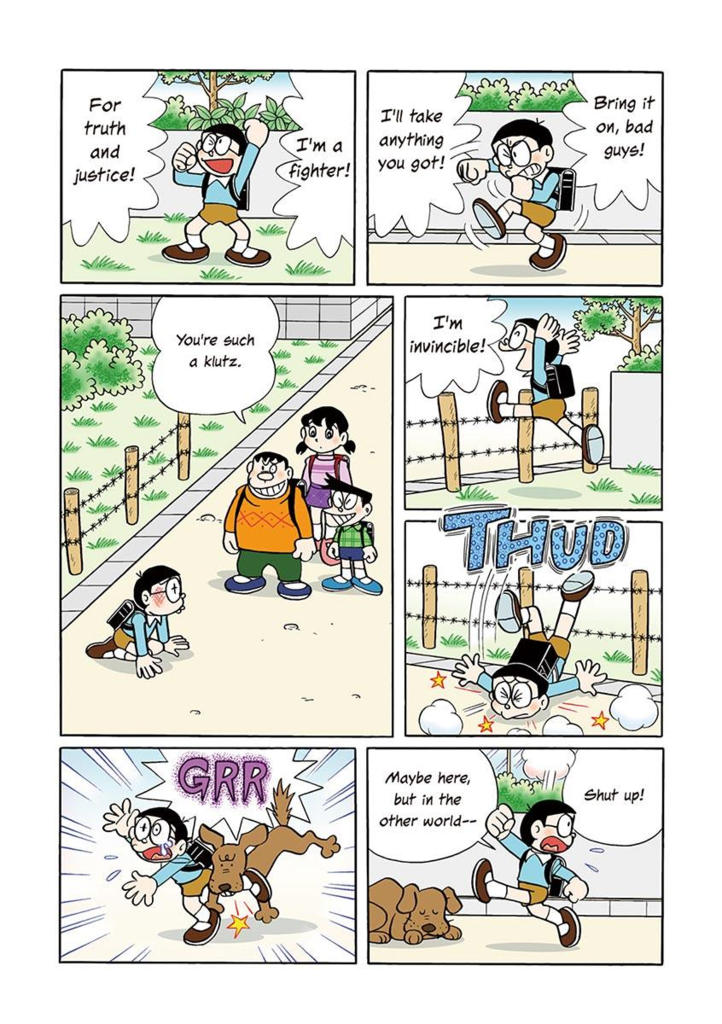 Bring it
on, bad
guys!
I'll take
anything
you got!
I'm a
fighter!
For
truth
and
justice!
I'm
invincible!
THUD
You're such
a klutz.
Shut up!
Maybe here,
but in the
other world--
GRR